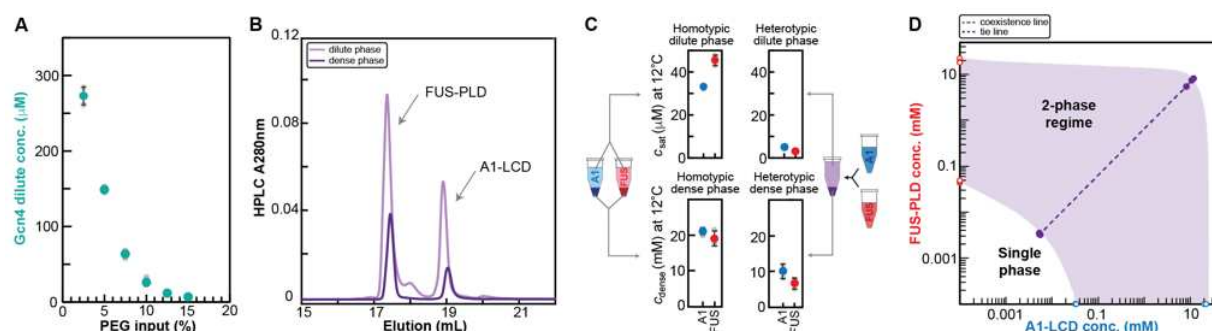 A
Gcn4 dilute conc. (µM)
300
200
100
0
0
5
10
15
20
PEG input (%)
B
HPLC A280nm
0.12
0.08
0.04
0
dilute phase
dense phase
FUS-PLD
A1-LCD
15
17
19
21
Elution (mL)
C
Homotypic
dilute phase
Heterotypic
dilute phase
csat (µM) at 12°C
40
20
0
40
20
0
A1
FUS
A1
FUS
Homotypic
dense phase
Heterotypic
dense phase
cdense (mM) at 12°C
20
10
0
20
10
0
A1
FUS
A1
FUS
D
coexistence line
tie line
FUS-PLD conc. (mM)
10
0.1
0.001
2-phase
regime
Single
phase
0.001
0.1
10
A1-LCD conc. (mM)